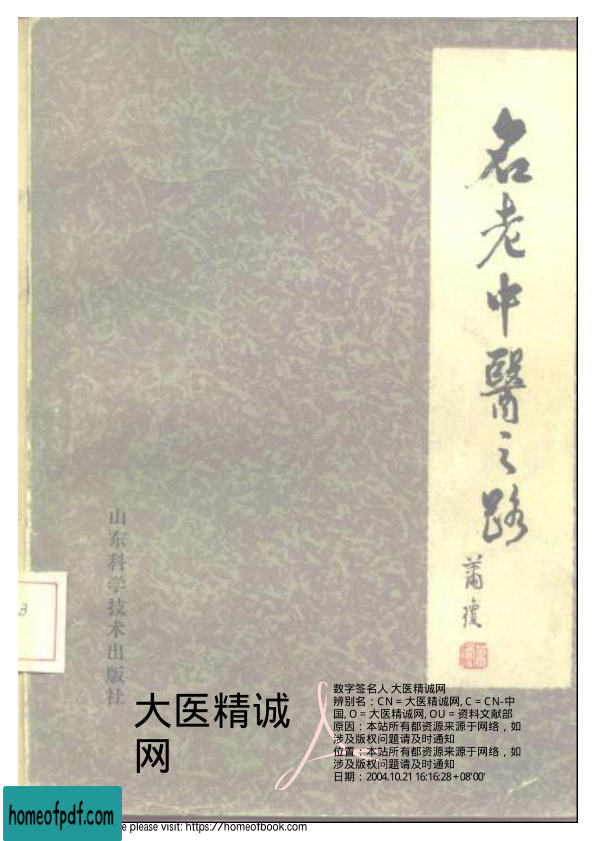 名老中醫之路
蕭瓊
山东科学技术出版社
3
大医精诚
网
数字签名人 大医精诚网
辨别名：CN = 大医精诚网, C = CN-中
国, O = 大医精诚网, OU = 资料文献部
原因：本站所有都资源来源于网络，如
涉及版权问题请及时通知
位置：本站所有都资源来源于网络，如
涉及版权问题请及时通知
日期：2004.10.21 16:16:28 +08'00'
homeofpdf.com
e please visit: https://homeofbook.com